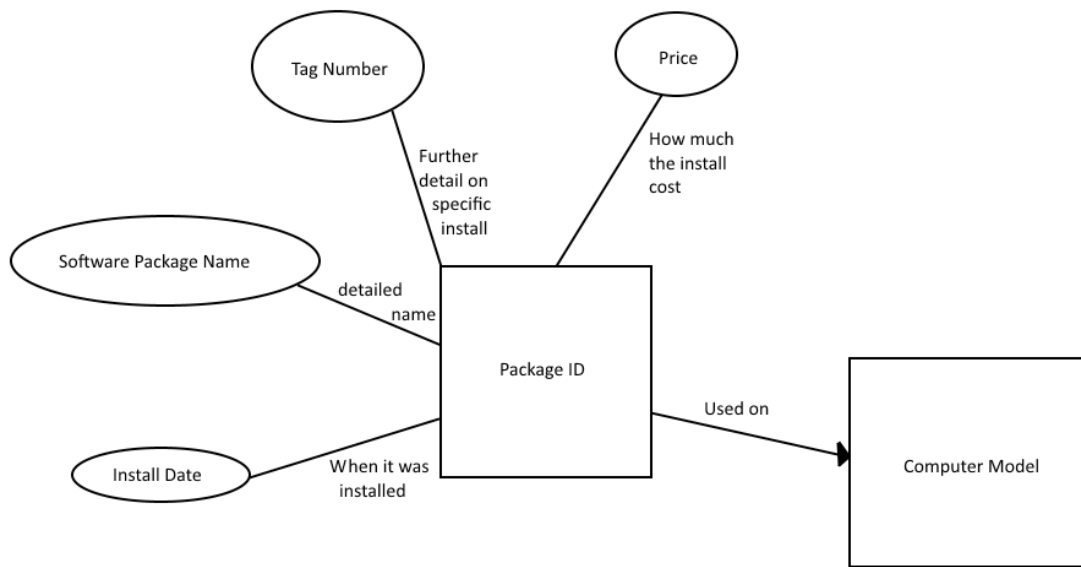 Tag Number
Price
Further
detail on
specific
install
How much
the install
cost
Software Package Name
detailed
name
Package ID
Used on
Install Date
When it was
installed
Computer Model